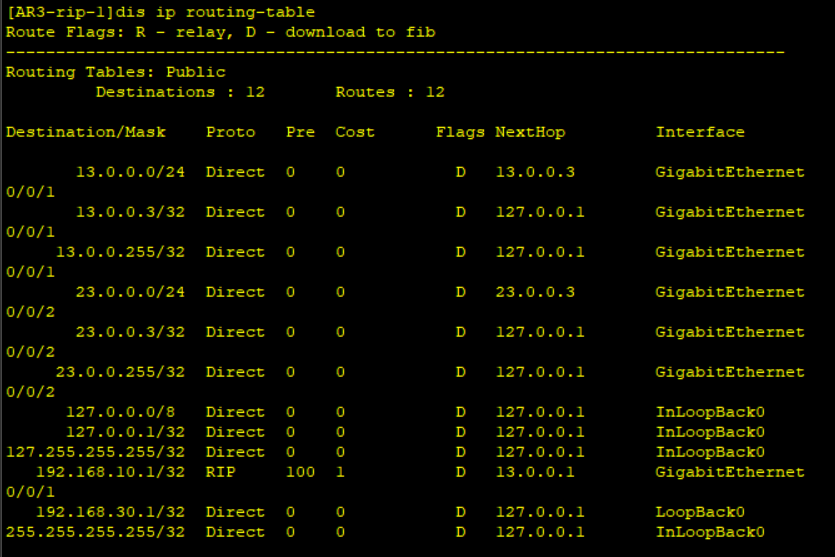 [AR3-rip-1]dis ip routing-table
Route Flags: R - relay, D - download to fib
------------------------------------------------------------------------------
Routing Tables: Public
         Destinations : 12       Routes : 12

Destination/Mask    Proto   Pre  Cost      Flags NextHop         Interface

       13.0.0.0/24  Direct  0    0           D   13.0.0.3        GigabitEthernet
0/0/1
       13.0.0.3/32  Direct  0    0           D   127.0.0.1       GigabitEthernet
0/0/1
     13.0.0.255/32  Direct  0    0           D   127.0.0.1       GigabitEthernet
0/0/1
       23.0.0.0/24  Direct  0    0           D   23.0.0.3        GigabitEthernet
0/0/2
       23.0.0.3/32  Direct  0    0           D   127.0.0.1       GigabitEthernet
0/0/2
     23.0.0.255/32  Direct  0    0           D   127.0.0.1       GigabitEthernet
0/0/2
      127.0.0.0/8   Direct  0    0           D   127.0.0.1       InLoopBack0
      127.0.0.1/32  Direct  0    0           D   127.0.0.1       InLoopBack0
127.255.255.255/32  Direct  0    0           D   127.0.0.1       InLoopBack0
   192.168.10.1/32  RIP     100  1           D   13.0.0.1        GigabitEthernet
0/0/1
   192.168.30.1/32  Direct  0    0           D   127.0.0.1       LoopBack0
255.255.255.255/32  Direct  0    0           D   127.0.0.1       InLoopBack0